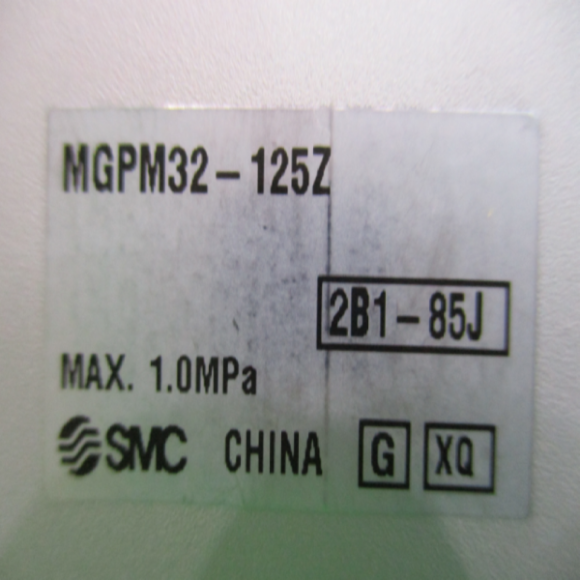 MGPM32-125Z
2B1-85J
MAX. 1.0MPa
SMC CHINA G XQ